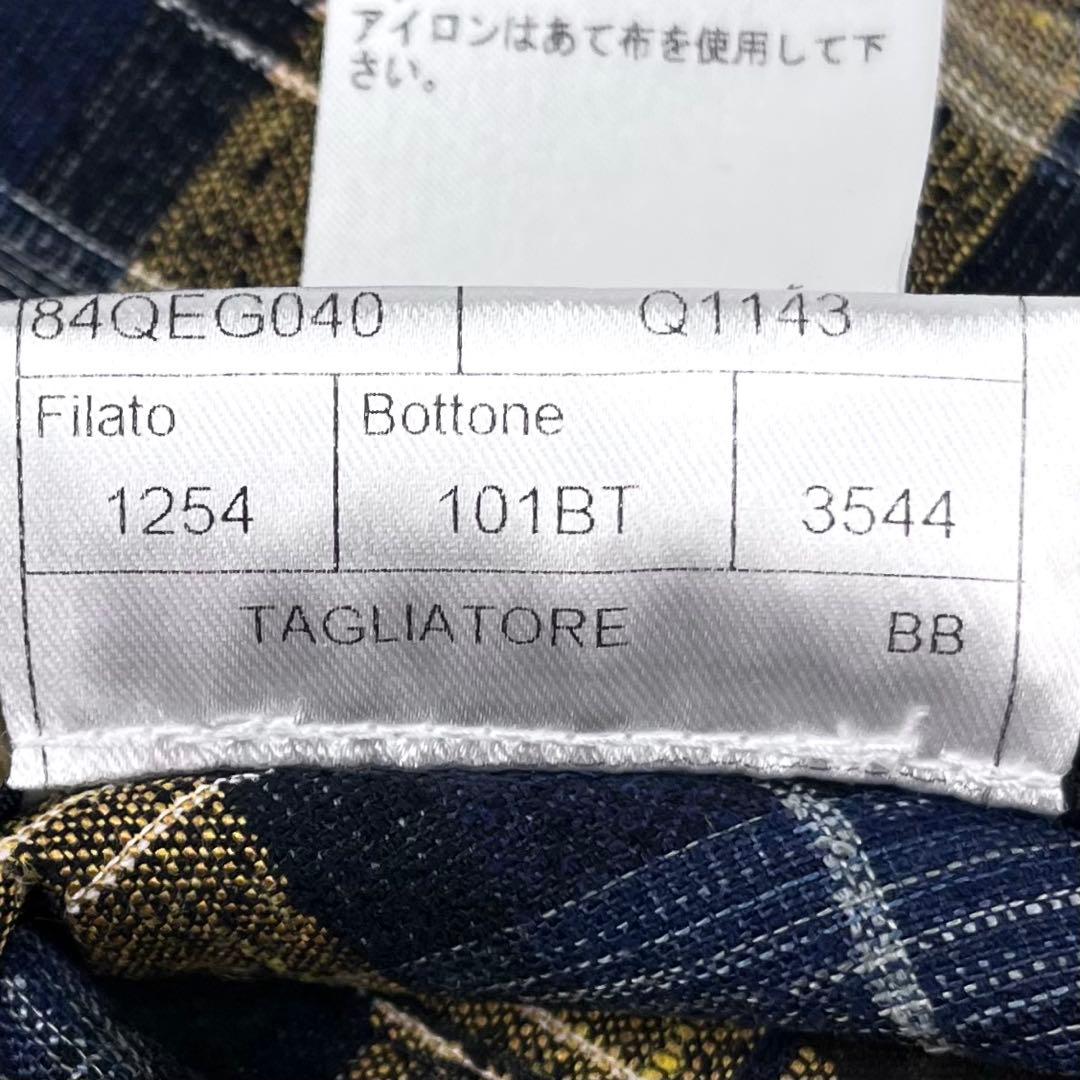 アイロンはあて布を使用して下
さい。
84QEG040 Q1143
Filato Bottone
1254 101BT 3544
TAGLIATORE BB